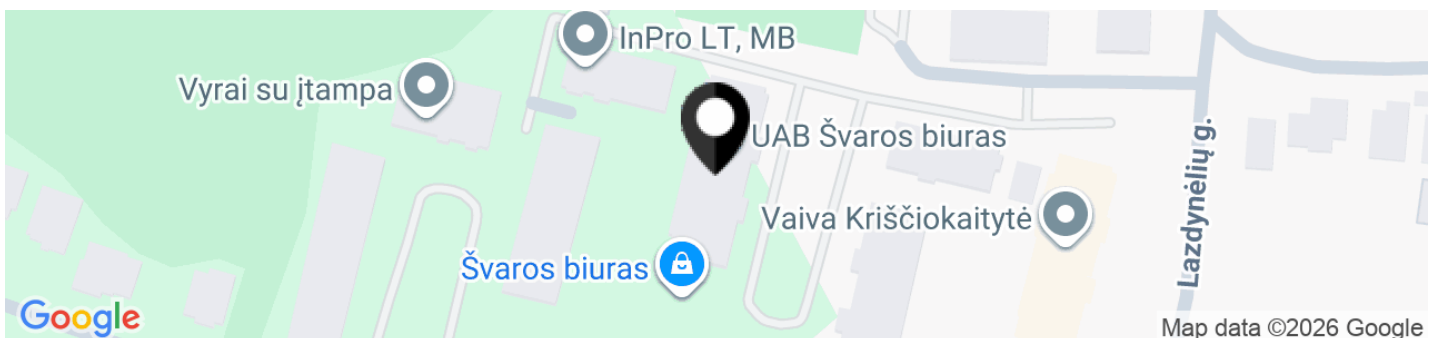 InPro LT, MB
Vyrai su įtampa
UAB Švaros biuras
Vaiva Kriščiokaitytė
Lazdynėlių g.
Švaros biuras
Google
Map data ©2026 Google